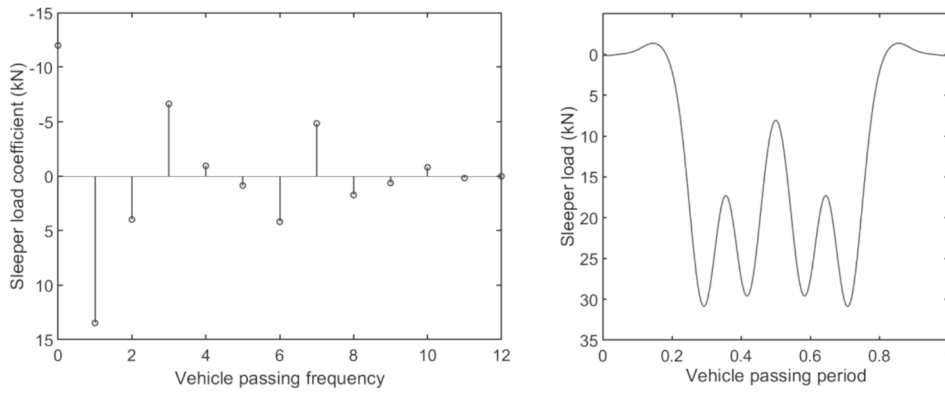 -15
-10
-5
0
5
10
15
Sleeper load coefficient (kN)
0 2 4 6 8 10 12
Vehicle passing frequency
0
5
10
15
20
25
30
35
Sleeper load (kN)
0 0.2 0.4 0.6 0.8
Vehicle passing period